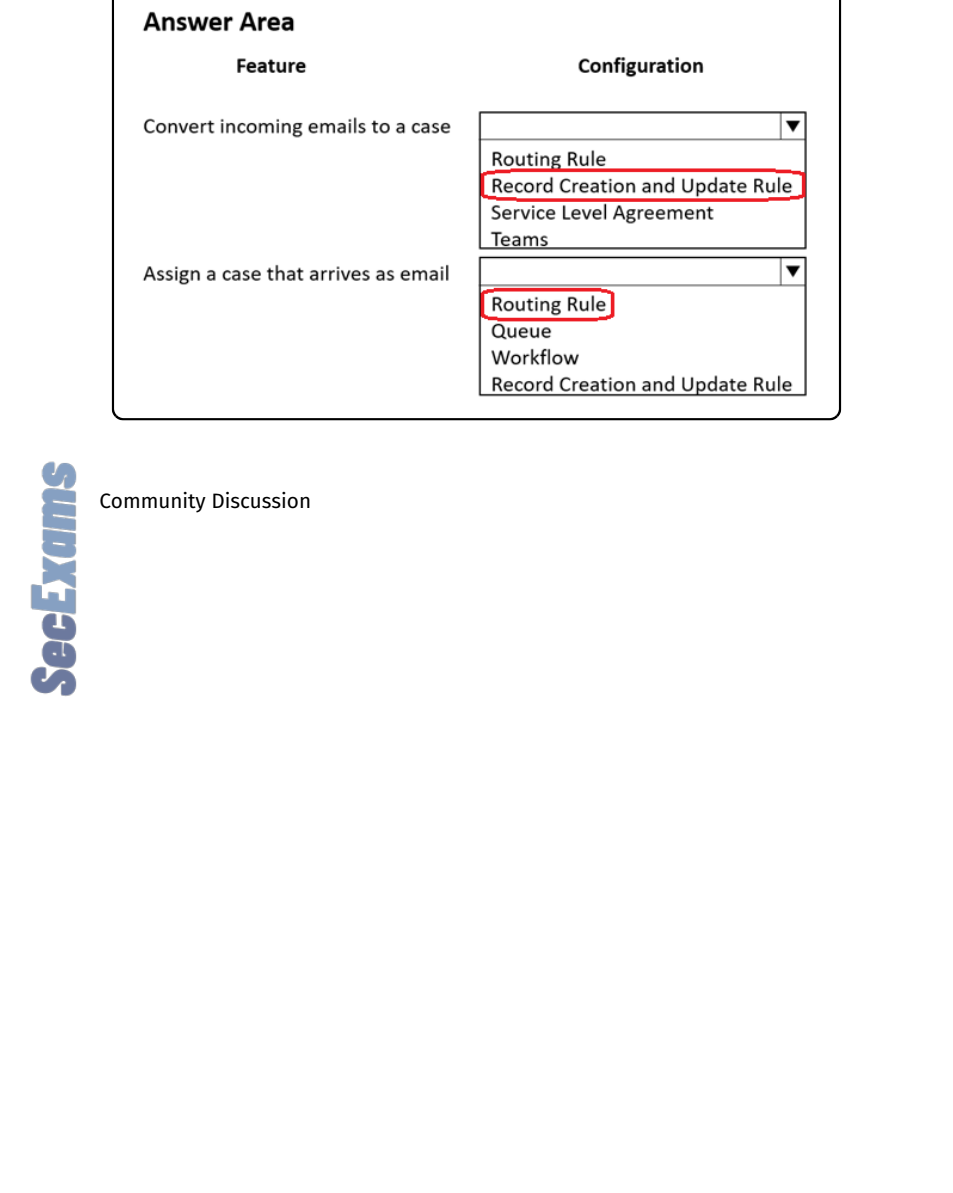 Answer Area
Feature Configuration
Convert incoming emails to a case
Routing Rule
Record Creation and Update Rule
Service Level Agreement
Teams
Assign a case that arrives as email
Routing Rule
Queue
Workflow
Record Creation and Update Rule
SecExams
Community Discussion